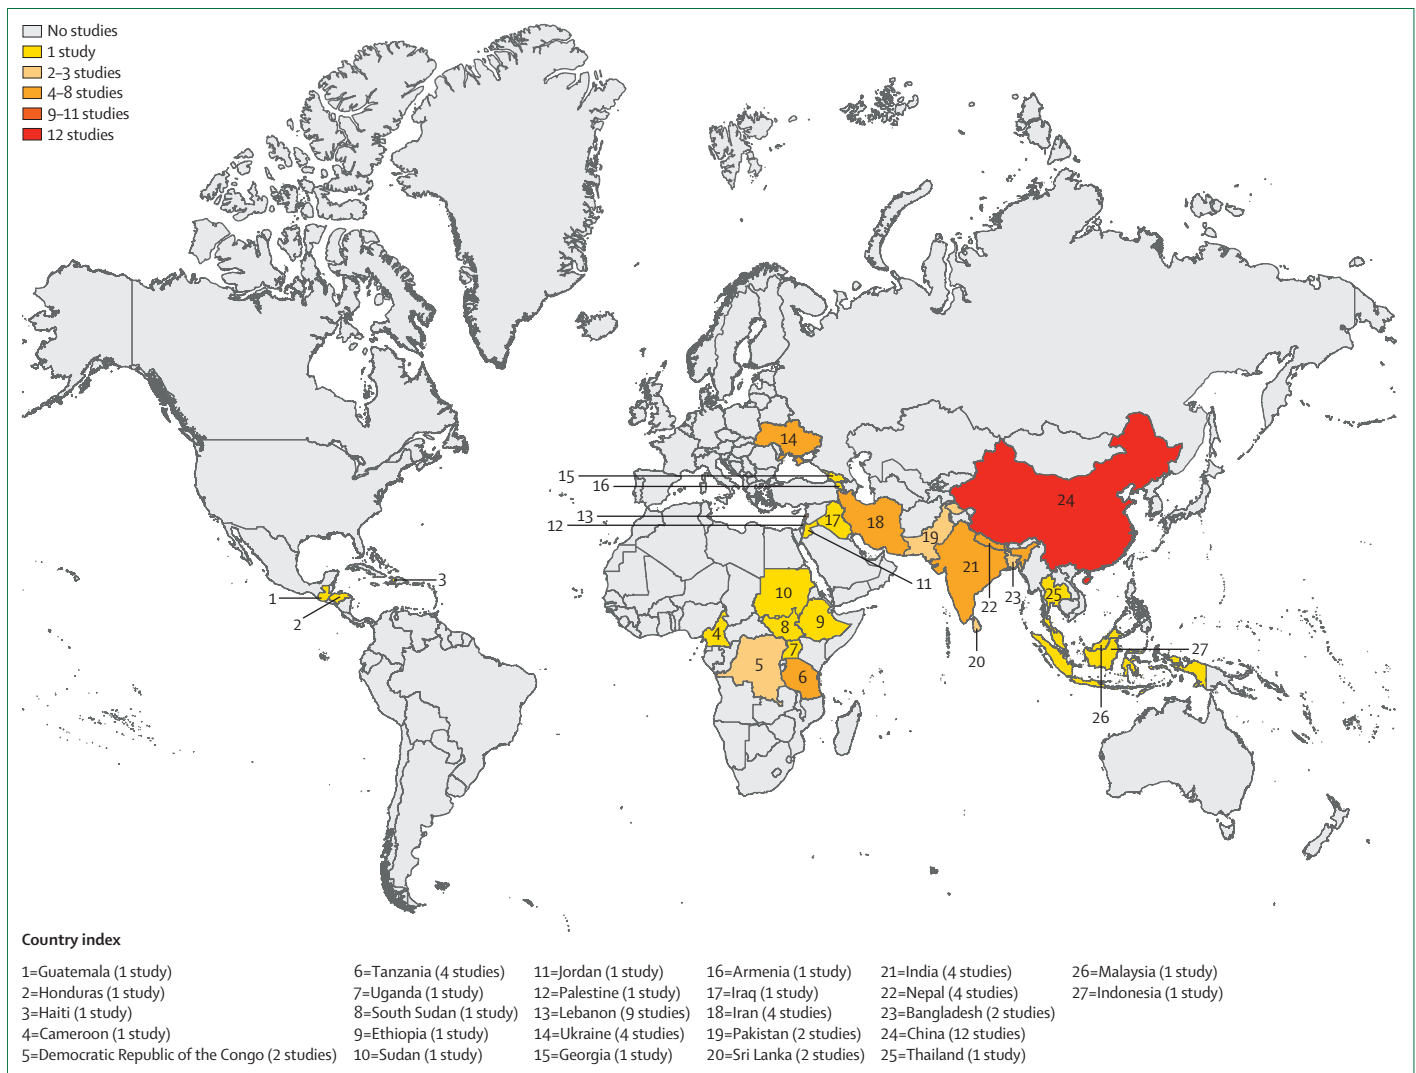 No studies
1 study
2–3 studies
4–8 studies
9–11 studies
12 studies
14
15
16
24
13
12
17
18
19
21
11
3
1
2
10
22
23
25
4
8
9
20
7
27
5
6
26
Country index
1=Guatemala (1 study)
2=Honduras (1 study)
3=Haiti (1 study)
4=Cameroon (1 study)
5=Democratic Republic of the Congo (2 studies)
6=Tanzania (4 studies)
7=Uganda (1 study)
8=South Sudan (1 study)
9=Ethiopia (1 study)
10=Sudan (1 study)
11=Jordan (1 study)
12=Palestine (1 study)
13=Lebanon (9 studies)
14=Ukraine (4 studies)
15=Georgia (1 study)
16=Armenia (1 study)
17=Iraq (1 study)
18=Iran (4 studies)
19=Pakistan (2 studies)
20=Sri Lanka (2 studies)
21=India (4 studies)
22=Nepal (4 studies)
23=Bangladesh (2 studies)
24=China (12 studies)
25=Thailand (1 study)
26=Malaysia (1 study)
27=Indonesia (1 study)